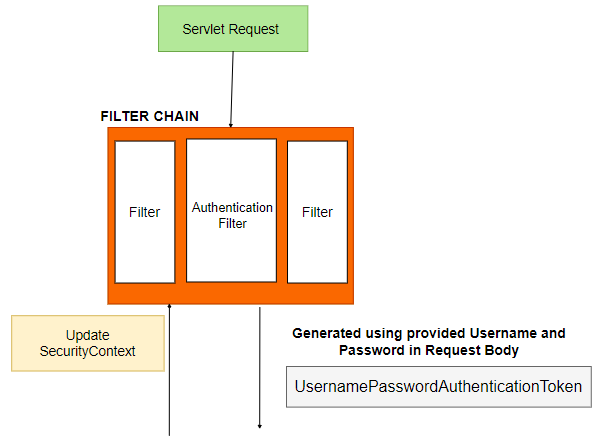 Servlet Request
FILTER CHAIN
Filter
Authentication
Filter
Filter
Update
SecurityContext
Generated using provided Username and
Password in Request Body
UsernamePasswordAuthenticationToken